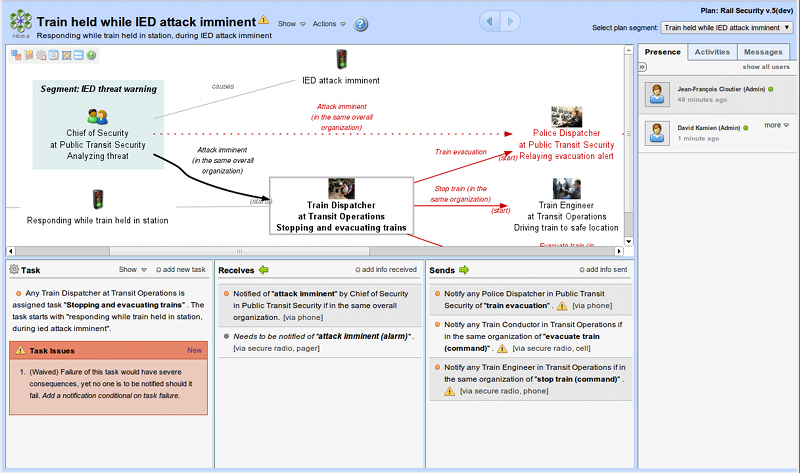 Home
Train held while IED attack imminent
Show
Actions
Responding while train held in station, during IED attack imminent
Plan: Rail Security v.5(dev)
Select plan segment:
Train held while IED attack imminent
Segment: IED threat warning
Chief of Security
at Public Transit Security
Analyzing threat
causes
IED attack imminent
Attack imminent
(in the same overall
organization)
Police Dispatcher
at Public Transit Security
Relaying evacuation alert
Attack imminent
(in the same overall
organization)
Train evacuation
(start)
Stop train (in the
same organization)
(start)
(starts)
Train Dispatcher
at Transit Operations
Stopping and evacuating trains
Train Engineer
at Transit Operations
Driving train to safe location
Responding while train held in station
Evacuate train (in
Presence
Activities
Messages
show all users
Jean-François Cloutier (Admin)
48 minutes ago
David Kamien (Admin)
more
1 minute ago
Task
Show
add new task
Any Train Dispatcher at Transit Operations is
assigned task "Stopping and evacuating trains" . The
task starts with "responding while train held in station,
during ied attack imminent".
Task Issues
New
1. (Waived) Failure of this task would have severe
consequences, yet no one is to be notified should it
fail. Add a notification conditional on task failure.
Receives
add info received
Notified of "attack imminent" by Chief of Security
in Public Transit Security if in the same overall
organization. [via phone]
Needs to be notified of "attack imminent (alarm)" .
[via secure radio, pager]
Sends
add info sent
Notify any Police Dispatcher in Public Transit
Security of "train evacuation" . [via phone]
Notify any Train Conductor in Transit Operations if
in the same organization of "evacuate train
(command)" . [via secure radio, cell]
Notify any Train Engineer in Transit Operations if in
the same organization of "stop train (command)" .
[via secure radio, phone]